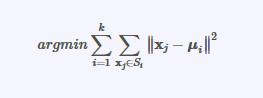 argmin ∑_{i=1}^{k} ∑_{𝐱_j∈S_i} ‖𝐱_j − 𝝁_i‖²